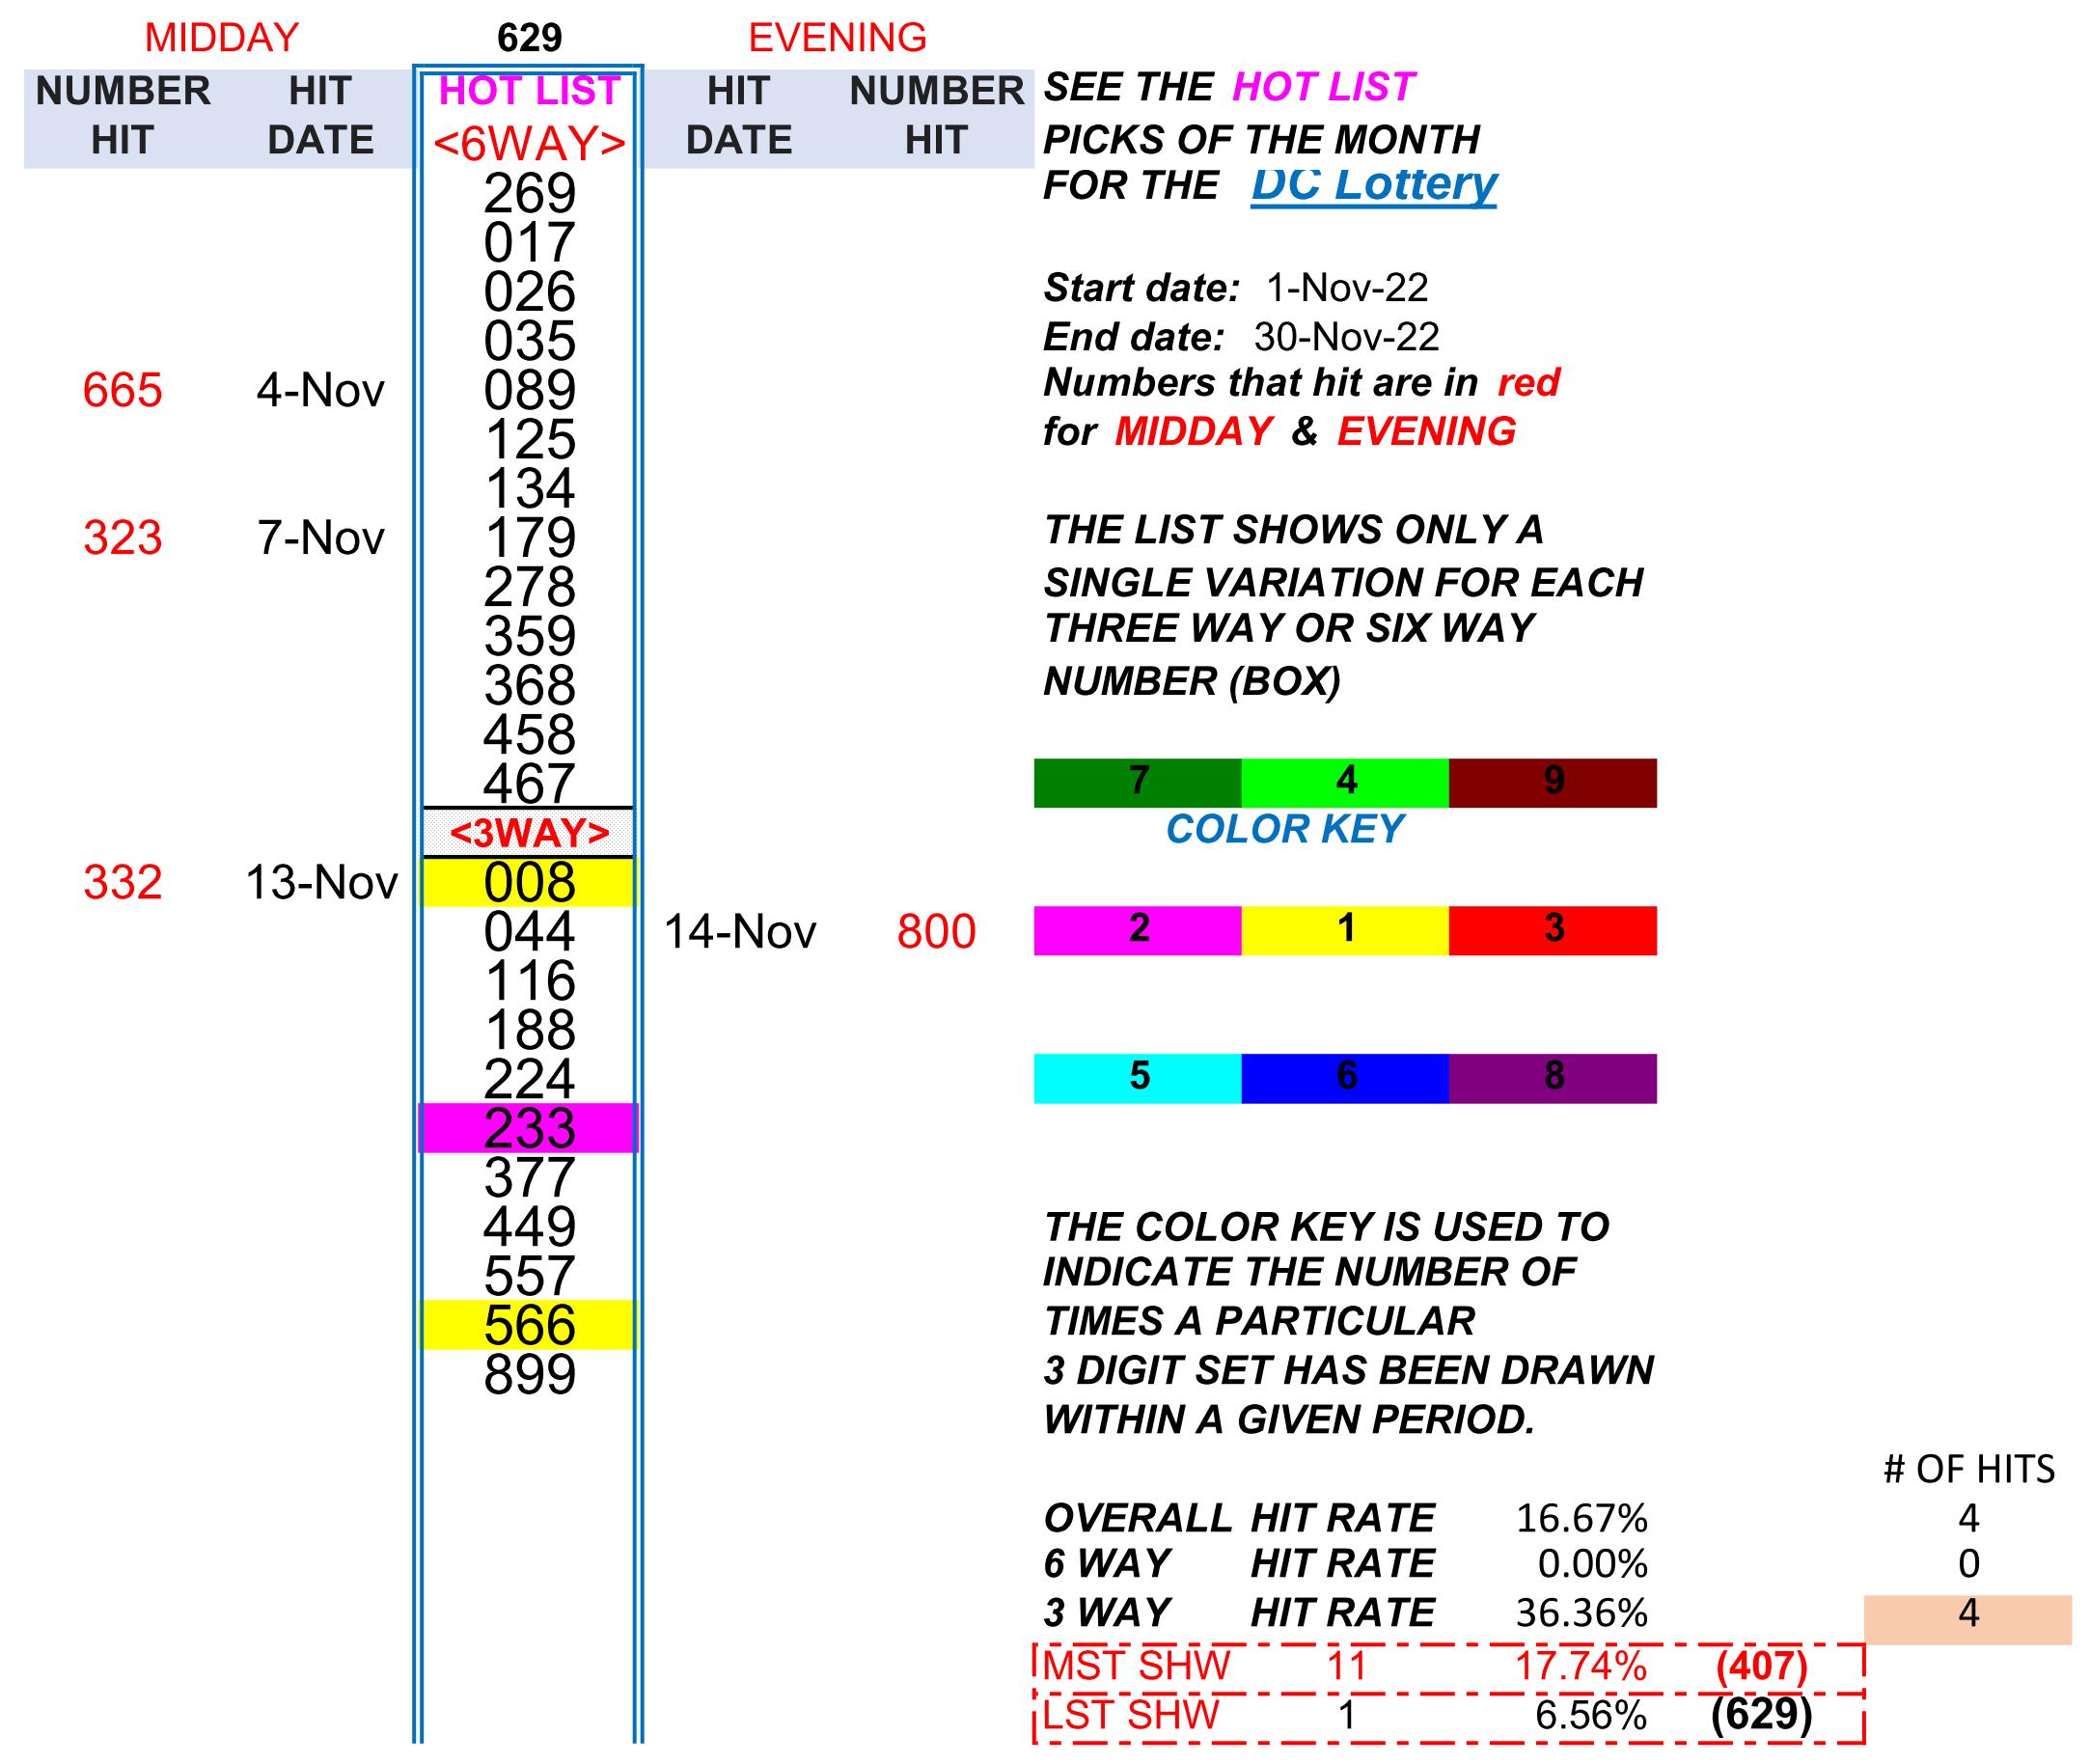 MIDDAY 629 EVENING
NUMBER HIT HOT LIST HIT NUMBER SEE THE HOT LIST
HIT DATE <6WAY> DATE HIT PICKS OF THE MONTH
269 FOR THE DC Lottery
017
026 Start date: 1-Nov-22
035 End date: 30-Nov-22
665 4-Nov 089 Numbers that hit are in red
125 for MIDDAY & EVENING
134
323 7-Nov 179 THE LIST SHOWS ONLY A
278 SINGLE VARIATION FOR EACH
359 THREE WAY OR SIX WAY
368 NUMBER (BOX)
458
467 7 4 9
<3WAY> COLOR KEY
332 13-Nov 008
044 14-Nov 800 2 1 3
116
188
224 5 6 8
233
377
449 THE COLOR KEY IS USED TO
557 INDICATE THE NUMBER OF
566 TIMES A PARTICULAR
899 3 DIGIT SET HAS BEEN DRAWN
WITHIN A GIVEN PERIOD.
# OF HITS
OVERALL HIT RATE 16.67% 4
6 WAY HIT RATE 0.00% 0
3 WAY HIT RATE 36.36% 4
MST SHW 11 17.74% (407)
LST SHW 1 6.56% (629)